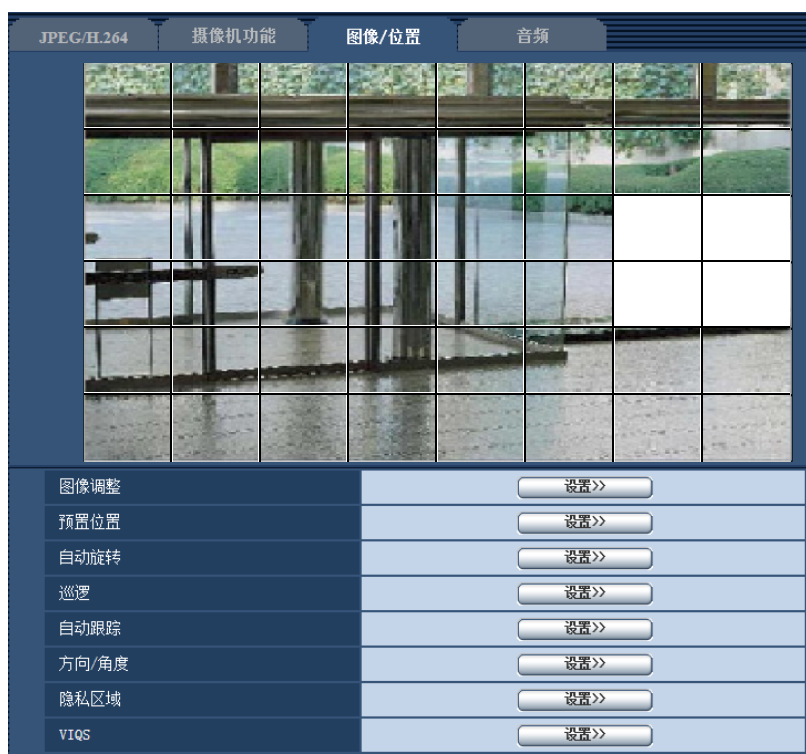 JPEG/H.264 摄像机功能 图像/位置 音频
图像调整 设置>>
预置位置 设置>>
自动旋转 设置>>
巡逻 设置>>
自动跟踪 设置>>
方向/角度 设置>>
隐私区域 设置>>
VIQS 设置>>